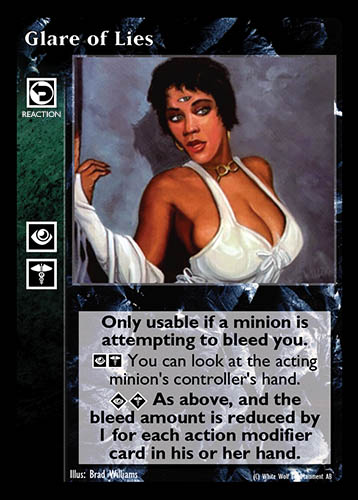 Glare of Lies
REACTION
Only usable if a minion is
attempting to bleed you.
You can look at the acting
minion's controller's hand.
As above, and the
bleed amount is reduced by
1 for each action modifier
card in his or her hand.
Illus: Brad Williams
(C) White Wolf Entertainment AB